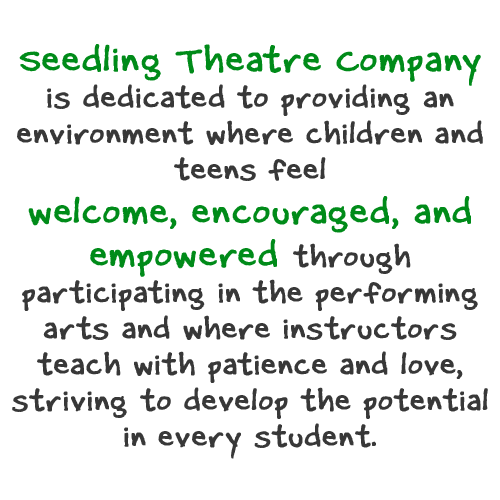 Seedling Theatre Company
is dedicated to providing an
environment where children and
teens feel
welcome, encouraged, and
empowered through
participating in the performing
arts and where instructors
teach with patience and love,
striving to develop the potential
in every student.